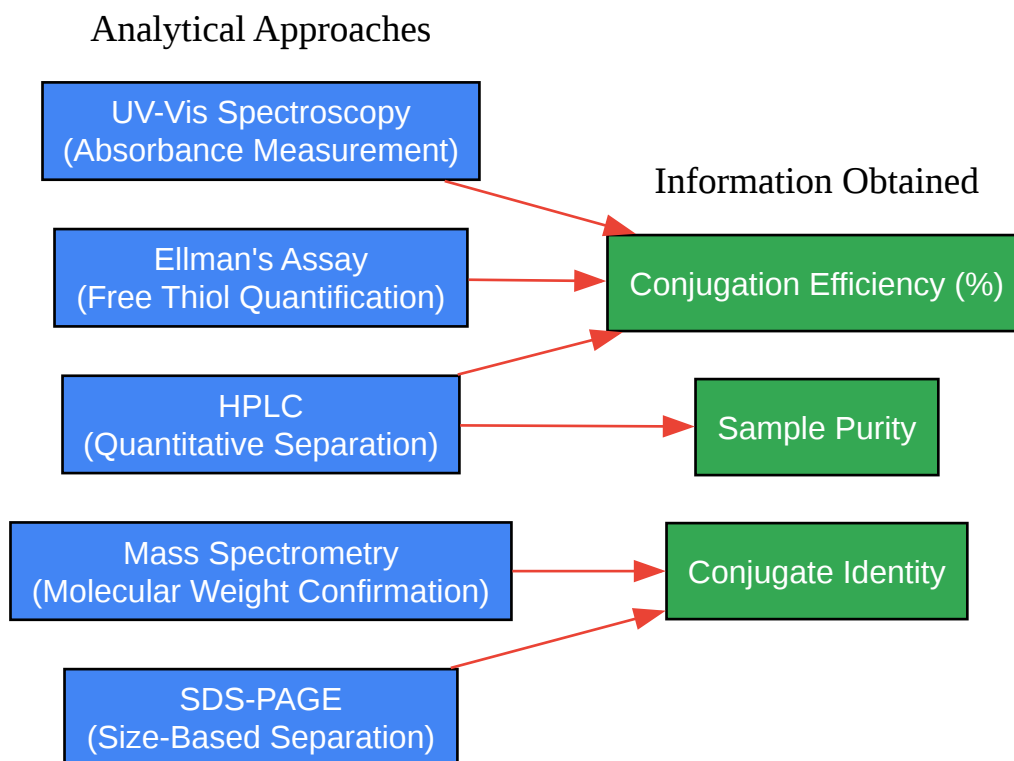 Analytical Approaches
UV-Vis Spectroscopy
(Absorbance Measurement)
Information Obtained
Ellman's Assay
(Free Thiol Quantification)
Conjugation Efficiency (%)
HPLC
(Quantitative Separation)
Sample Purity
Mass Spectrometry
(Molecular Weight Confirmation)
Conjugate Identity
SDS-PAGE
(Size-Based Separation)